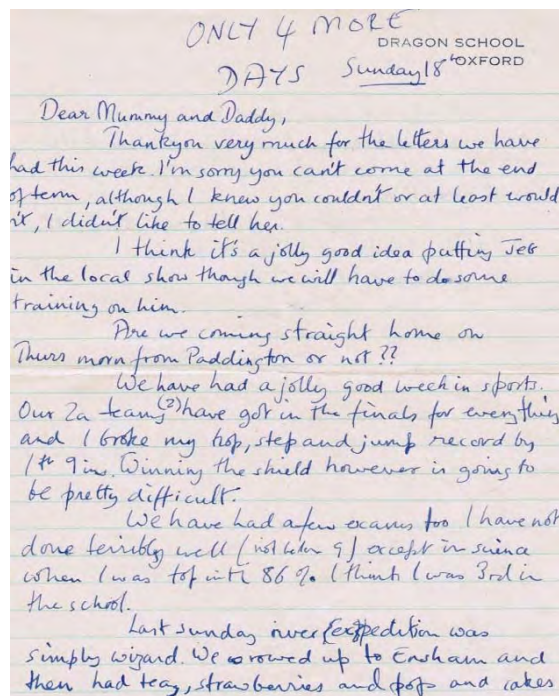 ONLY 4 MORE
DRAGON SCHOOL
OXFORD
DAYS Sunday 18th
Dear Mummy and Daddy,
Thankyou very much for the letters we have
had this week. I'm sorry you can't come at the end
of term, although I knew you couldn't or at least would
n't, I didn't like to tell her.
I think it's a jolly good idea putting Jeb
in the local show though we will have to do some
training on him.
Are we coming straight home on
Thurs morn from Paddington or not??
We have had a jolly good week in sports.
Our 2a teams (2) have got in the finals for everything
and I broke my hop, step and jump record by
1ft 9 ins. Winning the shield however is going to
be pretty difficult.
We have had a few exams too I have not
done terribly well (not below 9) except in science
when I was top with 86%. I think I was 3rd in
the school.
Last sunday river expedition was
simply wizard. We rowed up to Ensham and
then had tea, strawberries and pop and cakes